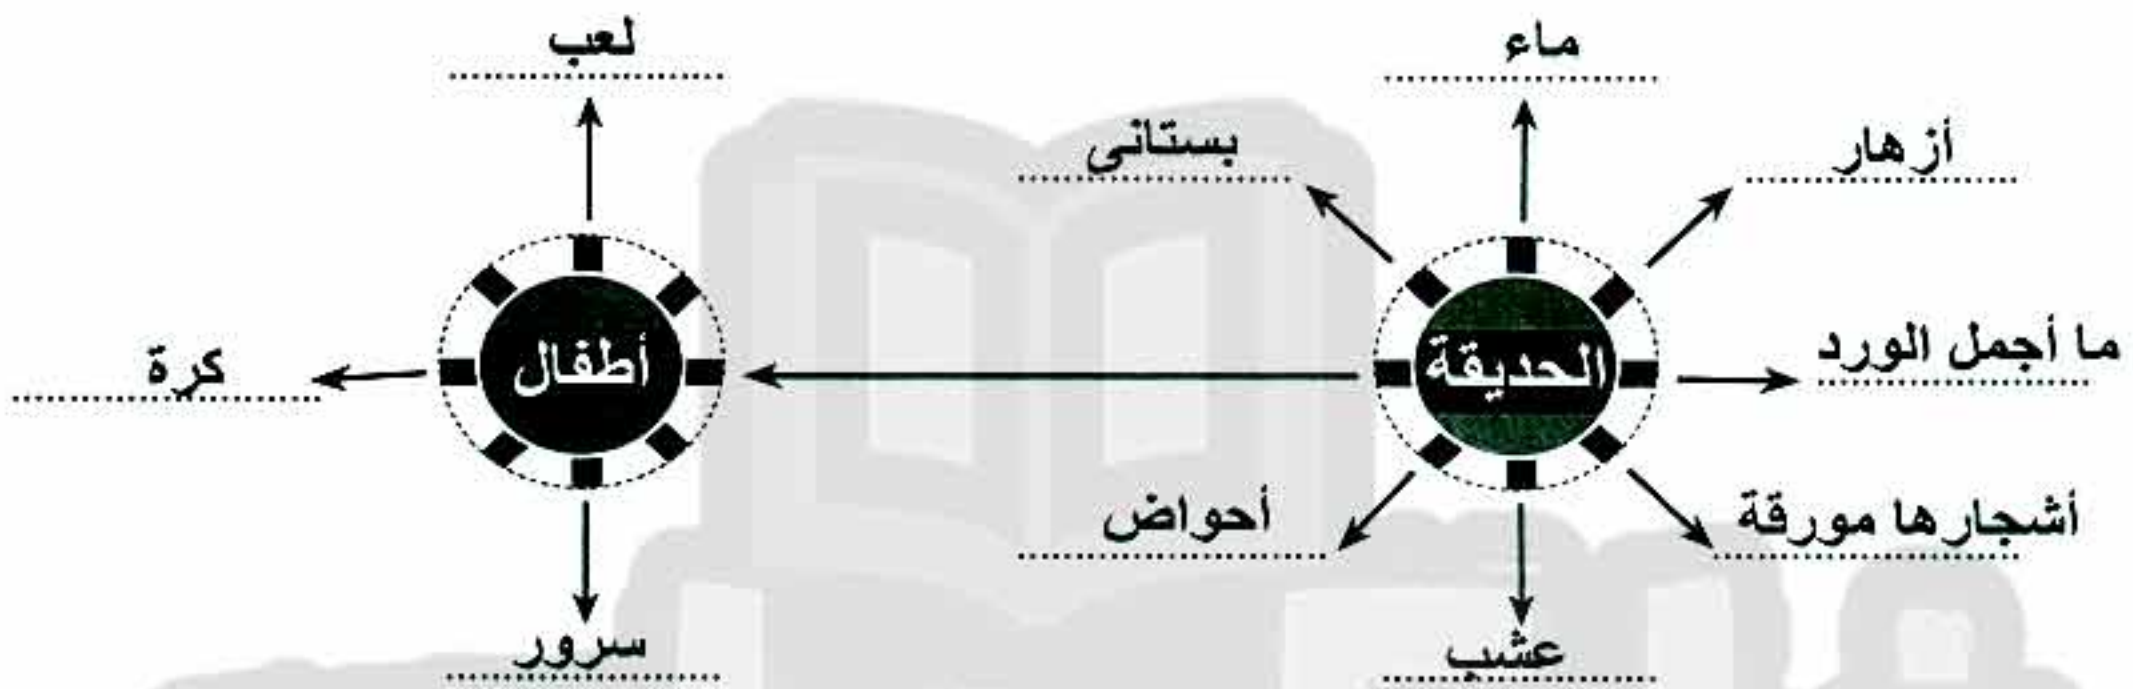 ماء
أزهار
بستانى
ما أجمل الورد
الحديقة
أشجارها مورقة
أحواض
عشب
لعب
أطفال
كرة
سرور